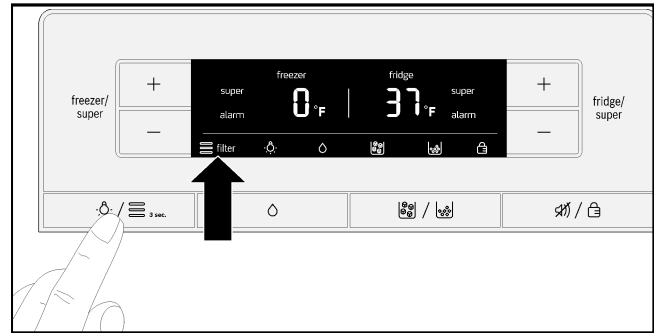 freezer fridge
super super
0°F 37°F
alarm alarm
filter
freezer/
super
+
−
+
−
fridge/
super
/ 3 sec.
/
/